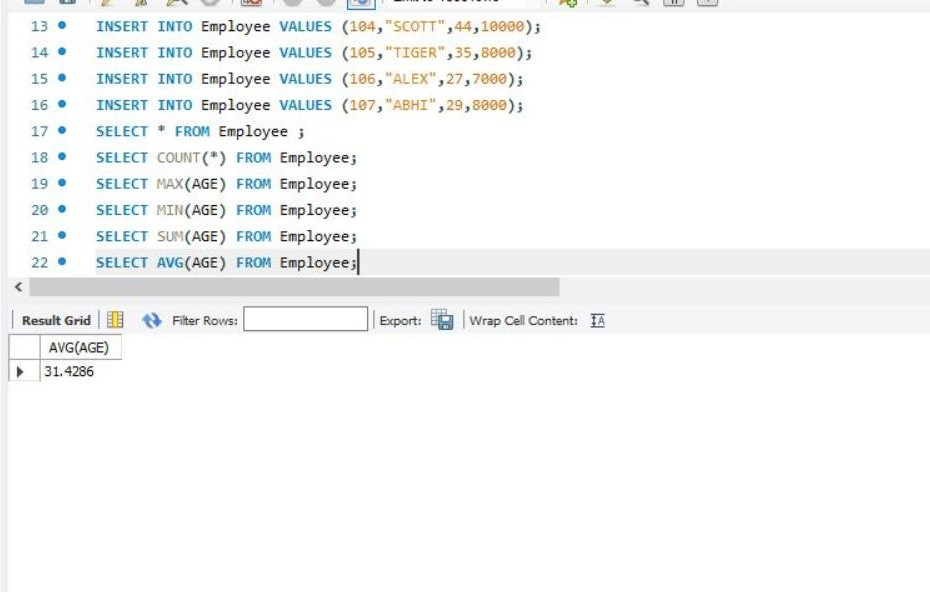 13 INSERT INTO Employee VALUES (104,"SCOTT",44,10000);
14 INSERT INTO Employee VALUES (105,"TIGER",35,8000);
15 INSERT INTO Employee VALUES (106,"ALEX",27,7000);
16 INSERT INTO Employee VALUES (107,"ABHI",29,8000);
17 SELECT * FROM Employee ;
18 SELECT COUNT(*) FROM Employee;
19 SELECT MAX(AGE) FROM Employee;
20 SELECT MIN(AGE) FROM Employee;
21 SELECT SUM(AGE) FROM Employee;
22 SELECT AVG(AGE) FROM Employee;
Result Grid Filter Rows: Export: Wrap Cell Content:
AVG(AGE)
31.4286